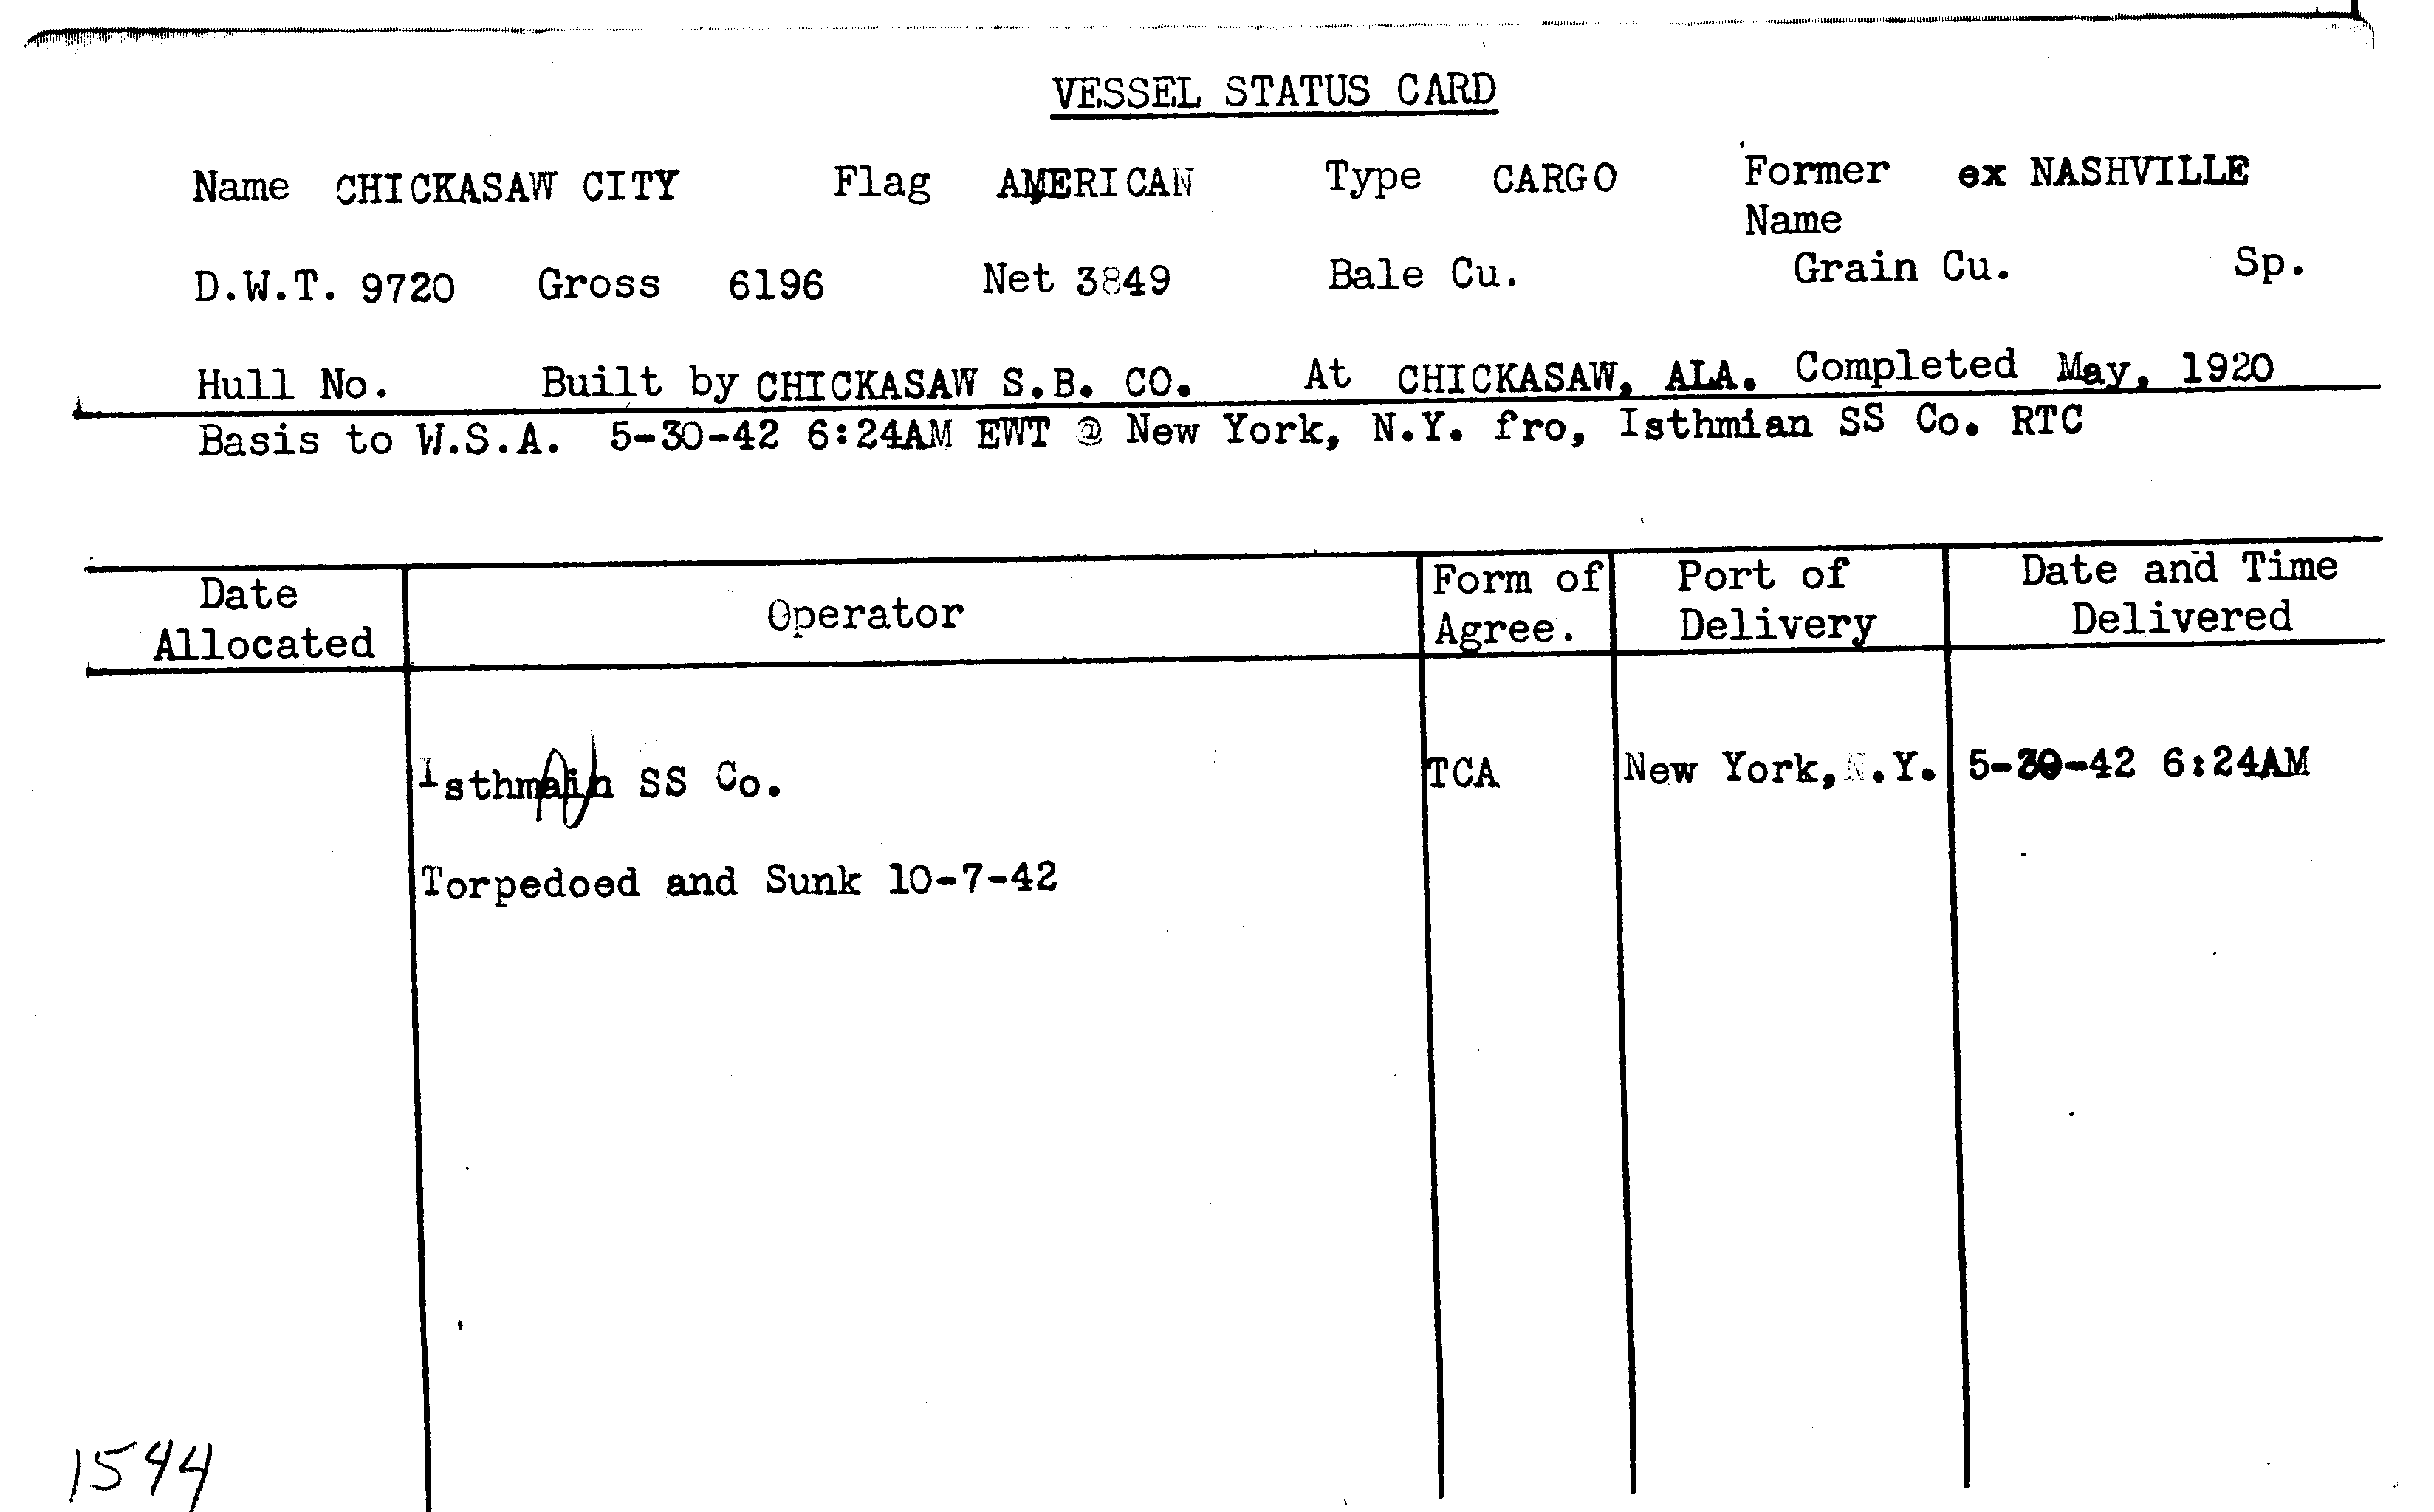 VESSEL STATUS CARD
Name CHICKASAW CITY Flag AMERICAN Type CARGO Former ex NASHVILLE
Name
D.W.T. 9720 Gross 6196 Net 3849 Bale Cu. Grain Cu. Sp.
Hull No. Built by CHICKASAW S.B. CO. At CHICKASAW, ALA. Completed May, 1920
Basis to W.S.A. 5-30-42 6:24AM EWT @ New York, N.Y. fro, Isthmian SS Co. RTC
Date Operator Form of Port of Date and Time
Allocated Agree. Delivery Delivered
Isthmain SS Co. TCA New York, N.Y. 5-30-42 6:24AM
Torpedoed and Sunk 10-7-42
1544